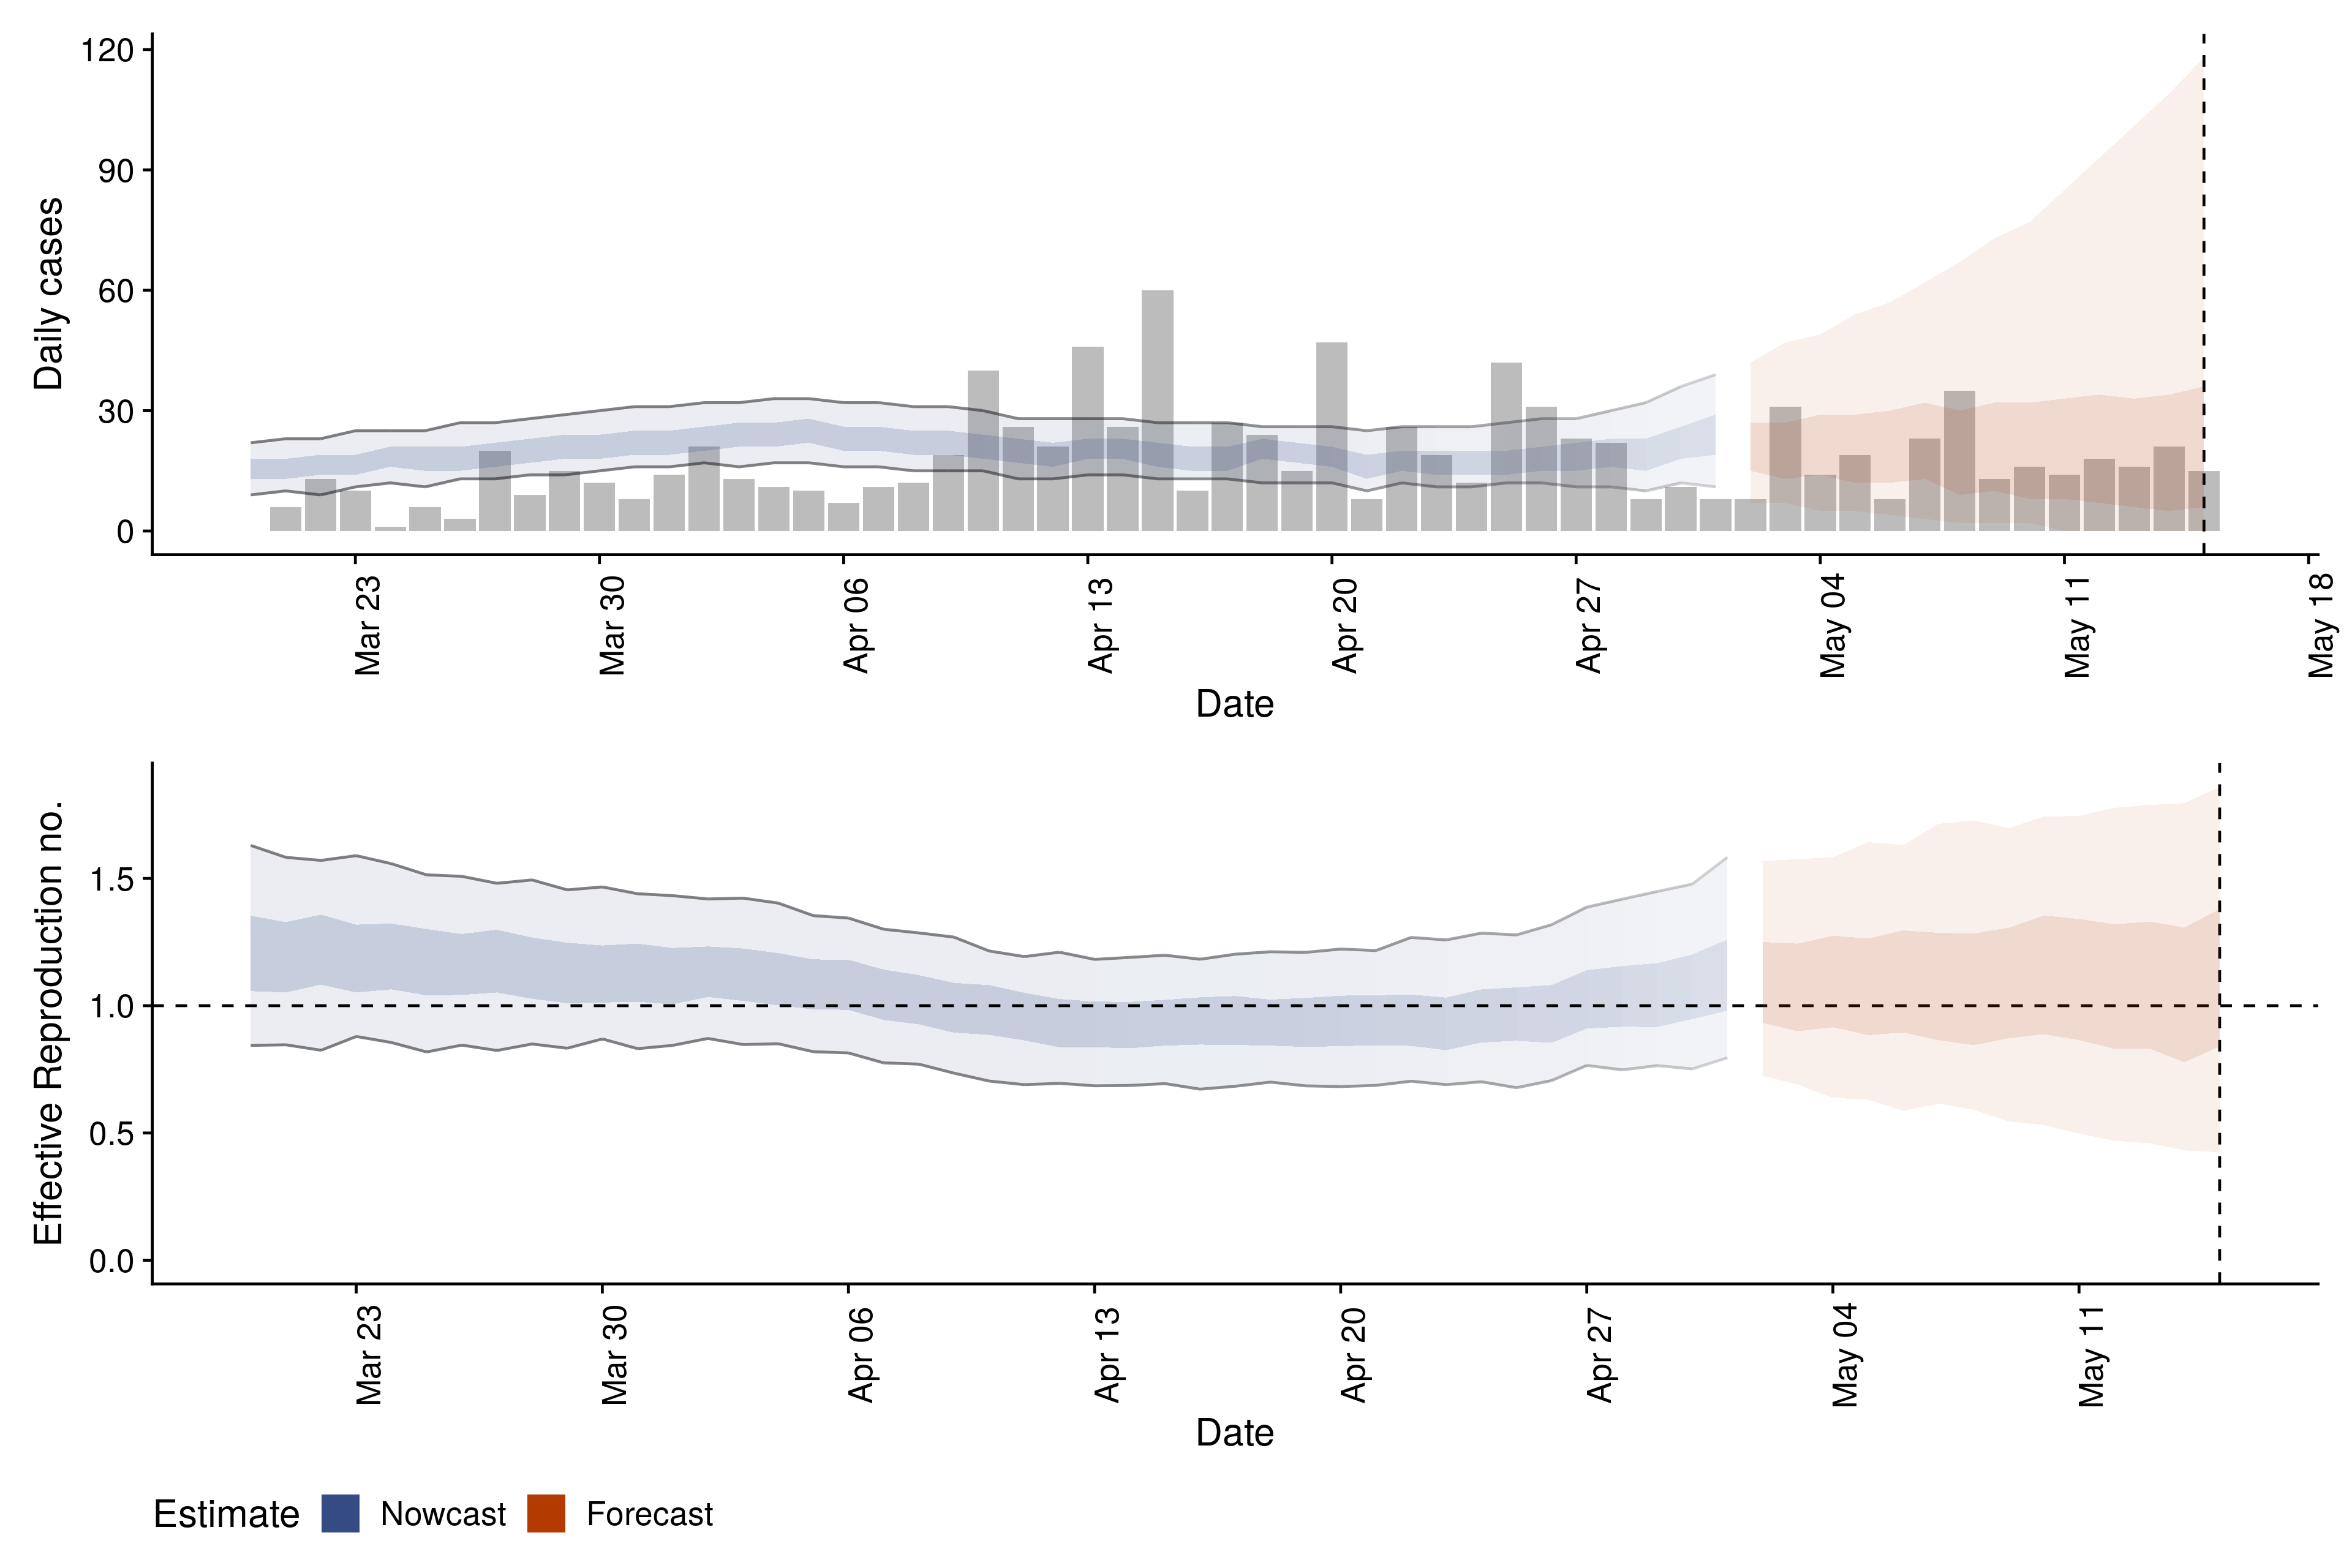 120
90
60
30
0
Daily cases
Mar 23
Mar 30
Apr 06
Apr 13
Apr 20
Apr 27
May 04
May 11
May 18
Date
1.5
1.0
0.5
0.0
Effective Reproduction no.
Mar 23
Mar 30
Apr 06
Apr 13
Apr 20
Apr 27
May 04
May 11
Date
Estimate Nowcast Forecast